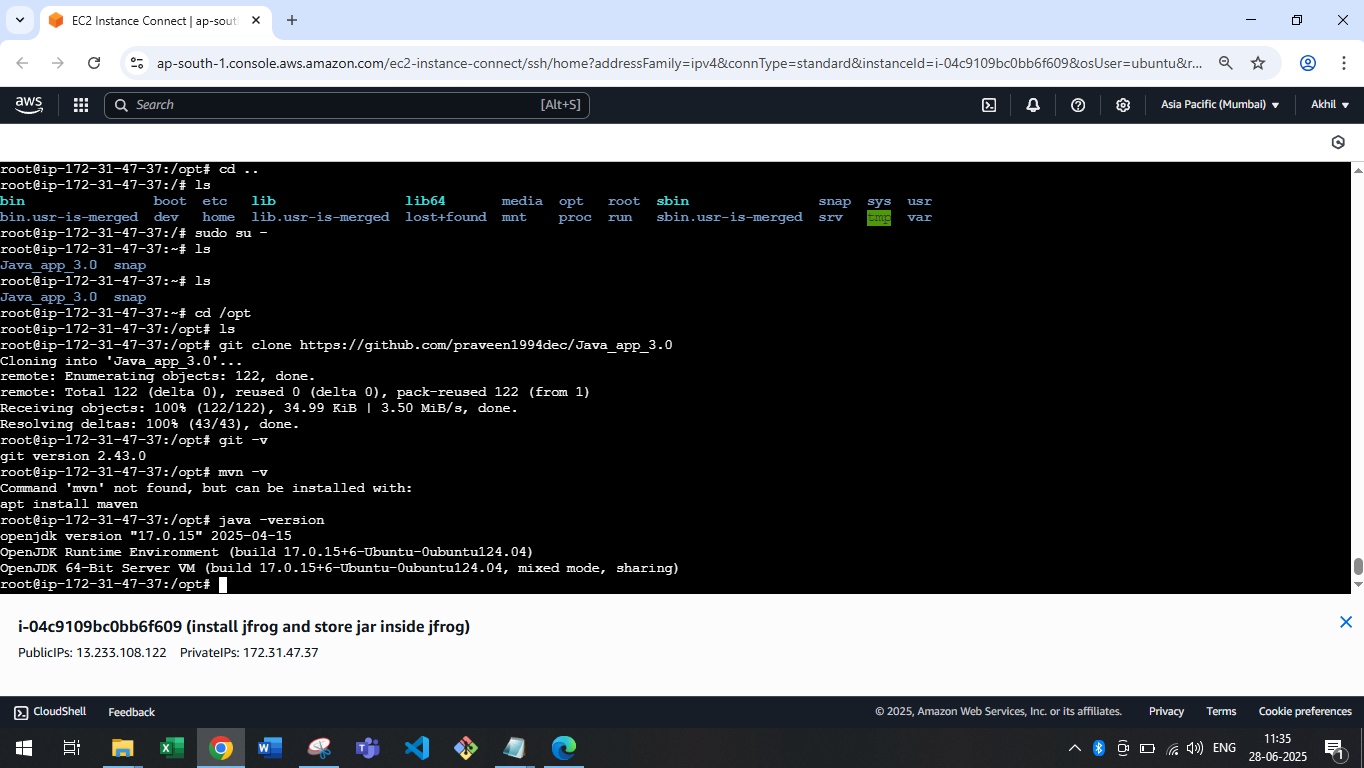 EC2 Instance Connect | ap-sout
ap-south-1.console.aws.amazon.com/ec2-instance-connect/ssh/home?addressFamily=ipv4&connType=standard&instanceId=i-04c9109bc0bb6f609&osUser=ubuntu&r...
aws Search [Alt+S] Asia Pacific (Mumbai) Akhil
root@ip-172-31-47-37:/opt# cd ..
root@ip-172-31-47-37:/# ls
bin boot etc lib lib64 media opt root sbin snap sys usr
bin.usr-is-merged dev home lib.usr-is-merged lost+found mnt proc run sbin.usr-is-merged srv tmp var
root@ip-172-31-47-37:/# sudo su -
root@ip-172-31-47-37:~# ls
Java_app_3.0 snap
root@ip-172-31-47-37:~# ls
Java_app_3.0 snap
root@ip-172-31-47-37:~# cd /opt
root@ip-172-31-47-37:/opt# ls
root@ip-172-31-47-37:/opt# git clone https://github.com/praveen1994dec/Java_app_3.0
Cloning into 'Java_app_3.0'...
remote: Enumerating objects: 122, done.
remote: Total 122 (delta 0), reused 0 (delta 0), pack-reused 122 (from 1)
Receiving objects: 100% (122/122), 34.99 KiB | 3.50 MiB/s, done.
Resolving deltas: 100% (43/43), done.
root@ip-172-31-47-37:/opt# git -v
git version 2.43.0
root@ip-172-31-47-37:/opt# mvn -v
Command 'mvn' not found, but can be installed with:
apt install maven
root@ip-172-31-47-37:/opt# java -version
openjdk version "17.0.15" 2025-04-15
OpenJDK Runtime Environment (build 17.0.15+6-Ubuntu-0ubuntu124.04)
OpenJDK 64-Bit Server VM (build 17.0.15+6-Ubuntu-0ubuntu124.04, mixed mode, sharing)
root@ip-172-31-47-37:/opt#
i-04c9109bc0bb6f609 (install jfrog and store jar inside jfrog)
PublicIPs: 13.233.108.122 PrivateIPs: 172.31.47.37
CloudShell Feedback © 2025, Amazon Web Services, Inc. or its affiliates. Privacy Terms Cookie preferences
ENG 11:35
28-06-2025
1